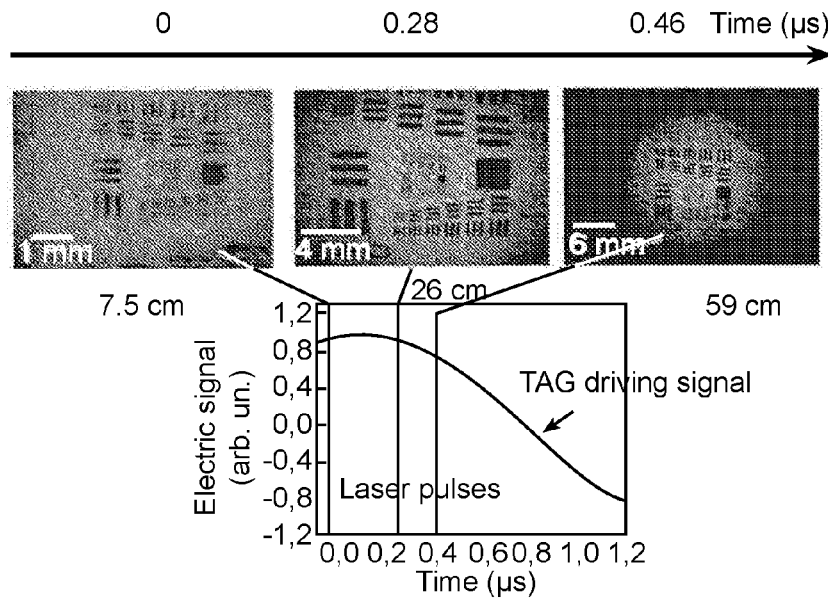 0 0.28 0.46 Time (µs)
1 mm 4 mm 6 mm
7.5 cm 26 cm 59 cm
1,2
0,8
0,4
0,0
-0,4
-0,8
-1,2
Electric signal
(arb. un.)
TAG driving signal
Laser pulses
0,0 0,2 0,4 0,6 0,8 1,0 1,2
Time (µs)